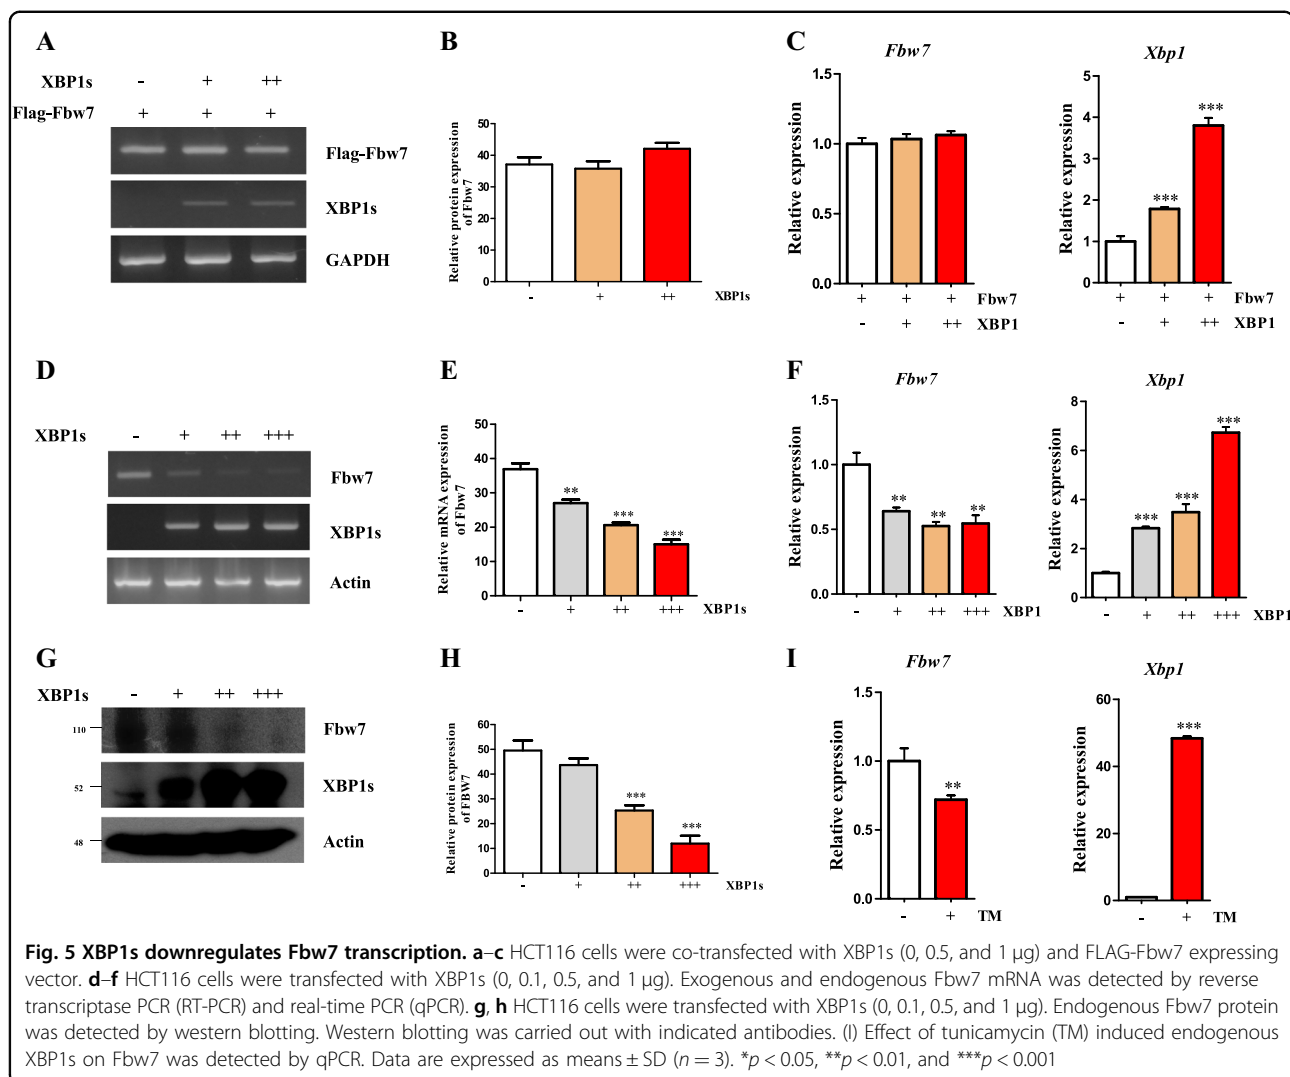 A
XBP1s - + ++
Flag-Fbw7 + + +
Flag-Fbw7
XBP1s
GAPDH
B
Relative protein expression
of Fbw7
50
40
30
20
10
0
- + ++ XBP1s
C
Fbw7
Relative expression
1.5
1.0
0.5
0.0
+ + + Fbw7
- + ++ XBP1
Xbp1
Relative expression
5
4
3
2
1
0
***
***
+ + + Fbw7
- + ++ XBP1
D
XBP1s - + ++ +++
Fbw7
XBP1s
Actin
E
Relative mRNA expression
of Fbw7
50
40
30
20
10
0
**
***
***
- + ++ +++ XBP1s
F
Fbw7
Relative expression
1.5
1.0
0.5
0.0
**
**
**
- + ++ +++ XBP1
Xbp1
Relative expression
8
6
4
2
0
***
***
***
- + ++ +++ XBP1
G
XBP1s - + ++ +++
110
Fbw7
52
XBP1s
48
Actin
H
Relative protein expression
of FBW7
60
50
40
30
20
10
0
***
***
- + ++ +++ XBP1s
I
Fbw7
Relative expression
1.5
1.0
0.5
0.0
**
- + TM
Xbp1
Relative expression
60
40
20
0
***
- + TM
Fig. 5 XBP1s downregulates Fbw7 transcription. a–c HCT116 cells were co-transfected with XBP1s (0, 0.5, and 1 µg) and FLAG-Fbw7 expressing
vector. d–f HCT116 cells were transfected with XBP1s (0, 0.1, 0.5, and 1 µg). Exogenous and endogenous Fbw7 mRNA was detected by reverse
transcriptase PCR (RT-PCR) and real-time PCR (qPCR). g, h HCT116 cells were transfected with XBP1s (0, 0.1, 0.5, and 1 µg). Endogenous Fbw7 protein
was detected by western blotting. Western blotting was carried out with indicated antibodies. (I) Effect of tunicamycin (TM) induced endogenous
XBP1s on Fbw7 was detected by qPCR. Data are expressed as means ± SD (n = 3). *p < 0.05, **p < 0.01, and ***p < 0.001